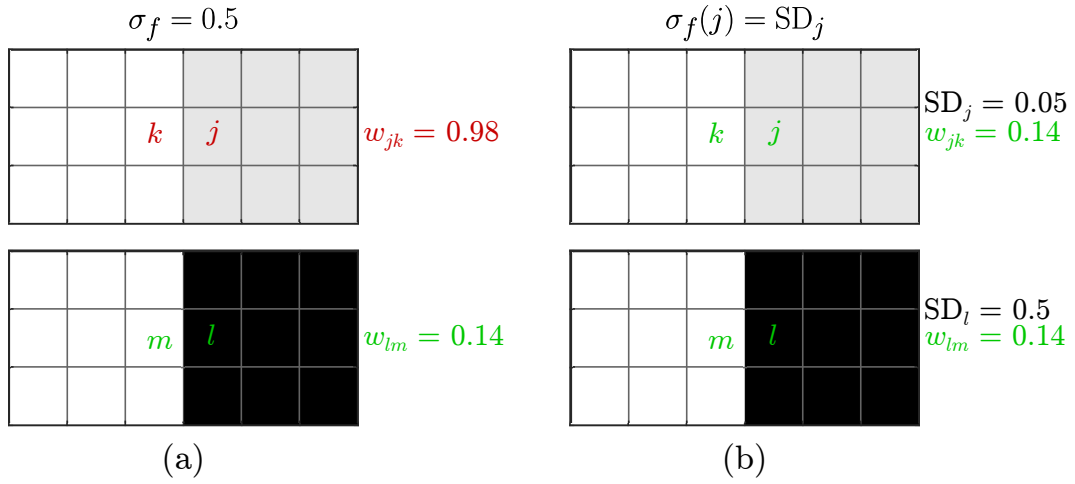 σ_f = 0.5
k j w_jk = 0.98
m l w_lm = 0.14
(a)
σ_f(j) = SD_j
SD_j = 0.05
k j w_jk = 0.14
SD_l = 0.5
m l w_lm = 0.14
(b)